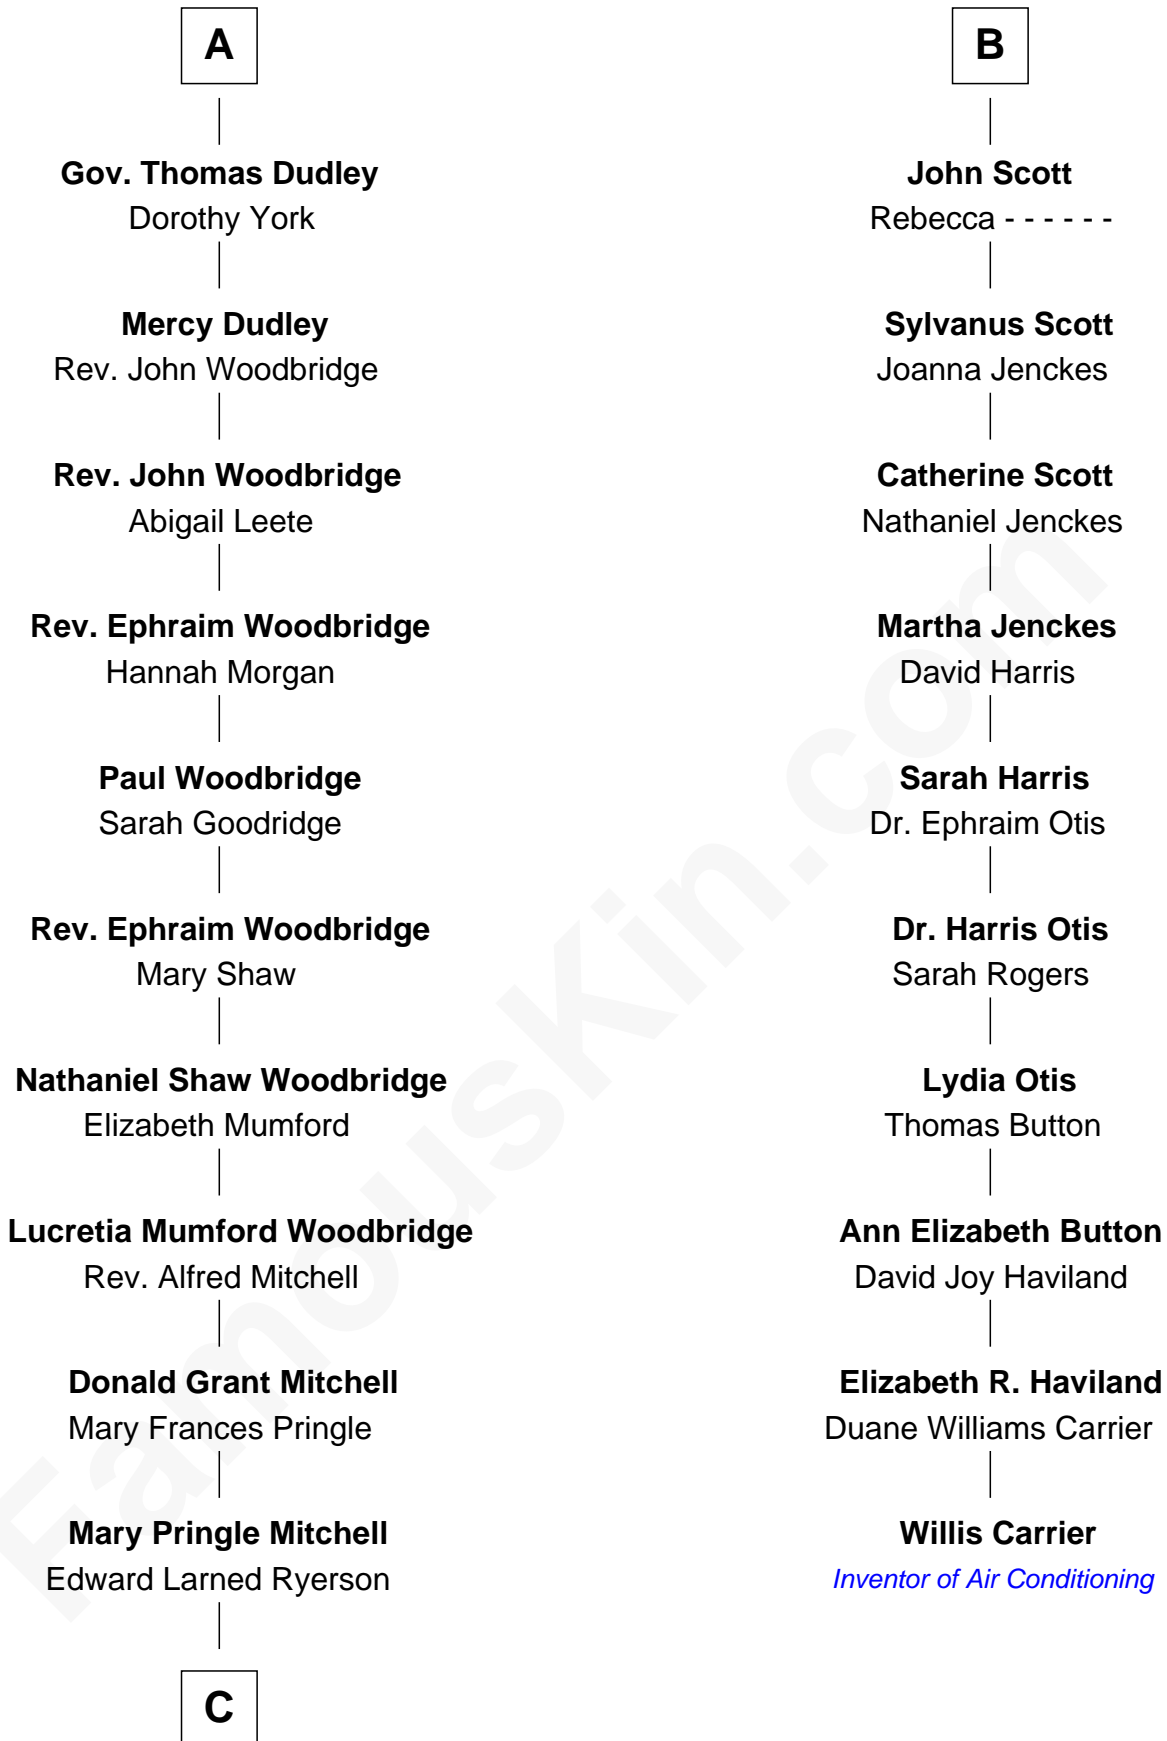 A
Gov. Thomas Dudley
Dorothy York
Mercy Dudley
Rev. John Woodbridge
Rev. John Woodbridge
Abigail Leete
Rev. Ephraim Woodbridge
Hannah Morgan
Paul Woodbridge
Sarah Goodridge
Rev. Ephraim Woodbridge
Mary Shaw
Nathaniel Shaw Woodbridge
Elizabeth Mumford
Lucretia Mumford Woodbridge
Rev. Alfred Mitchell
Donald Grant Mitchell
Mary Frances Pringle
Mary Pringle Mitchell
Edward Larned Ryerson
C
B
John Scott
Rebecca - - - - - -
Sylvanus Scott
Joanna Jenckes
Catherine Scott
Nathaniel Jenckes
Martha Jenckes
David Harris
Sarah Harris
Dr. Ephraim Otis
Dr. Harris Otis
Sarah Rogers
Lydia Otis
Thomas Button
Ann Elizabeth Button
David Joy Haviland
Elizabeth R. Haviland
Duane Williams Carrier
Willis Carrier
Inventor of Air Conditioning
FamousKin.com